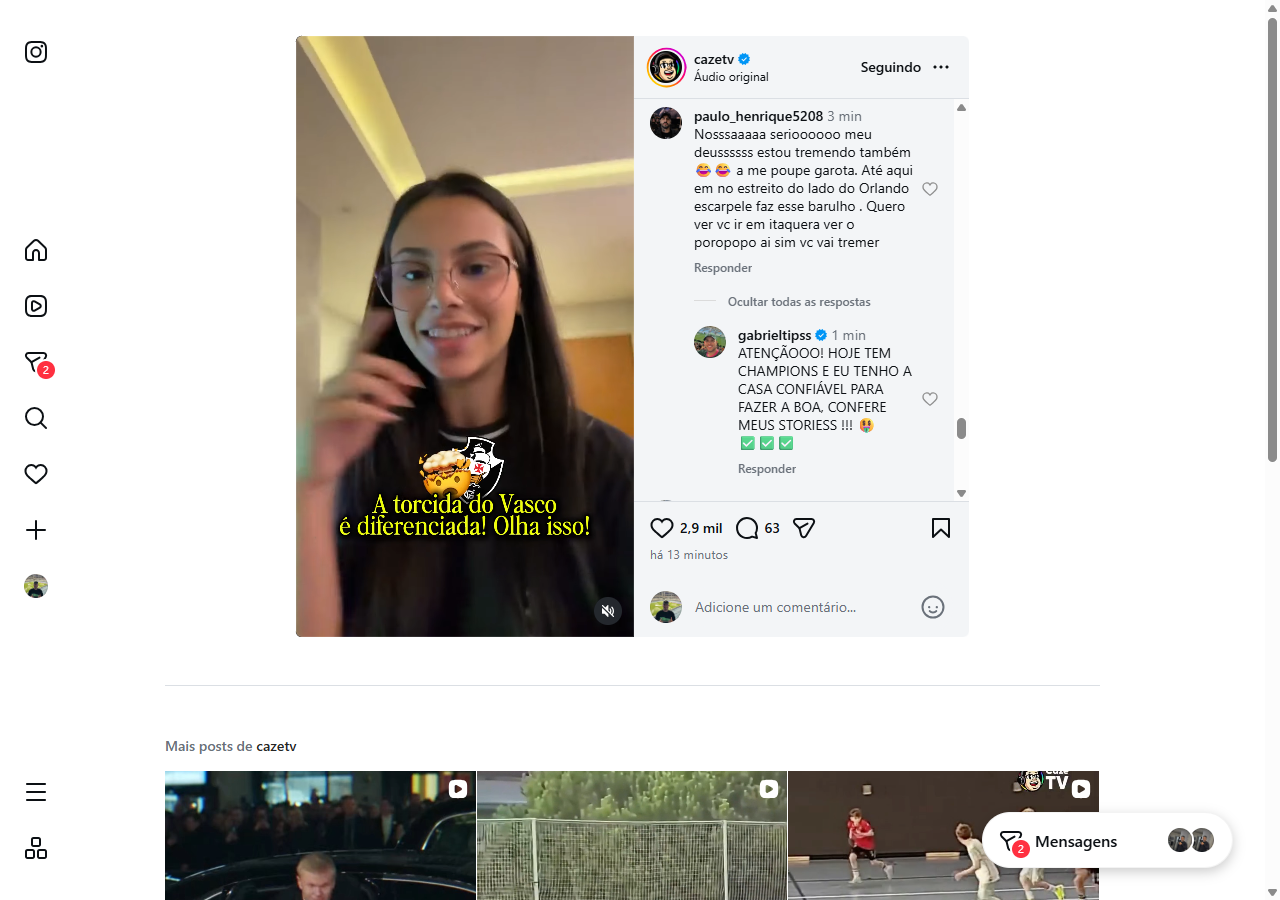 cazetv
Áudio original
Seguindo
paulo_henrique5208 3 min
Nosssaaaaa serioooooo meu
deussssss estou tremendo também
😂😂 a me poupe garota. Até aqui
em no estreito do lado do Orlando
escarpele faz esse barulho . Quero
ver vc ir em itaquera ver o
poropopo ai sim vc vai tremer
Responder
Ocultar todas as respostas
gabrieltipss 1 min
ATENÇÃOOO! HOJE TEM
CHAMPIONS E EU TENHO A
CASA CONFIÁVEL PARA
FAZER A BOA, CONFERE
MEUS STORIESS !!! 🤑
✅✅✅
Responder
A torcida do Vasco
é diferenciada! Olha isso!
2,9 mil
63
há 13 minutos
Adicione um comentário...
2
Mais posts de cazetv
TV
2
Mensagens